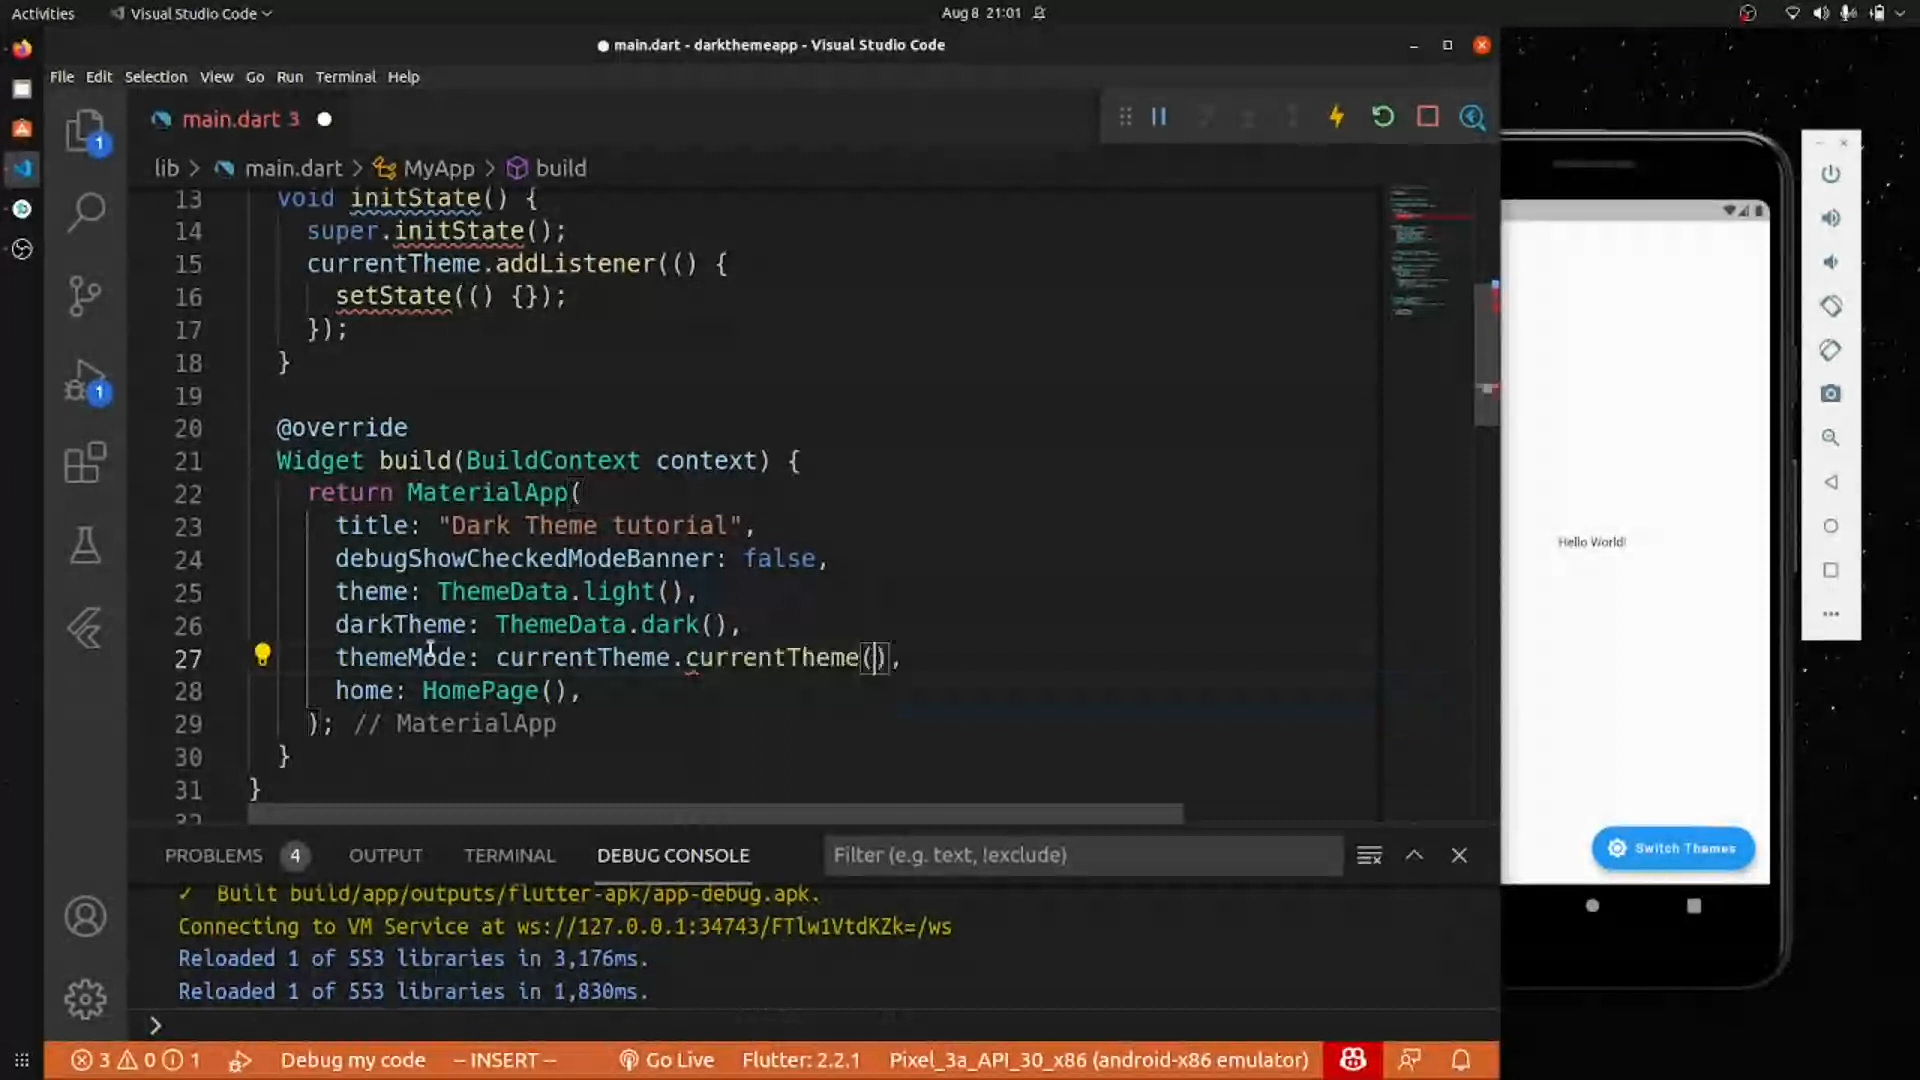 Activities
Visual Studio Code
Aug 8 21:01
main.dart - darkthemeapp - Visual Studio Code
File Edit Selection View Go Run Terminal Help
1
main.dart 3
lib > main.dart > MyApp > build
13 void initState() {
14 super.initState();
15 currentTheme.addListener(() {
16 setState(() {});
17 });
18 }
19
20 @override
21 Widget build(BuildContext context) {
22 return MaterialApp(
23 title: "Dark Theme tutorial",
24 debugShowCheckedModeBanner: false,
25 theme: ThemeData.light(),
26 darkTheme: ThemeData.dark(),
27 themeMode: currentTheme.currentTheme(),
28 home: HomePage(),
29 ); // MaterialApp
30 }
31 }
32
1
Hello World!
Switch Themes
PROBLEMS 4 OUTPUT TERMINAL DEBUG CONSOLE Filter (e.g. text, !exclude)
✓ Built build/app/outputs/flutter-apk/app-debug.apk.
Connecting to VM Service at ws://127.0.0.1:34743/FTlw1VtdKZk=/ws
Reloaded 1 of 553 libraries in 3,176ms.
Reloaded 1 of 553 libraries in 1,830ms.
>
3 0 1 Debug my code -- INSERT -- Go Live Flutter: 2.2.1 Pixel_3a_API_30_x86 (android-x86 emulator)